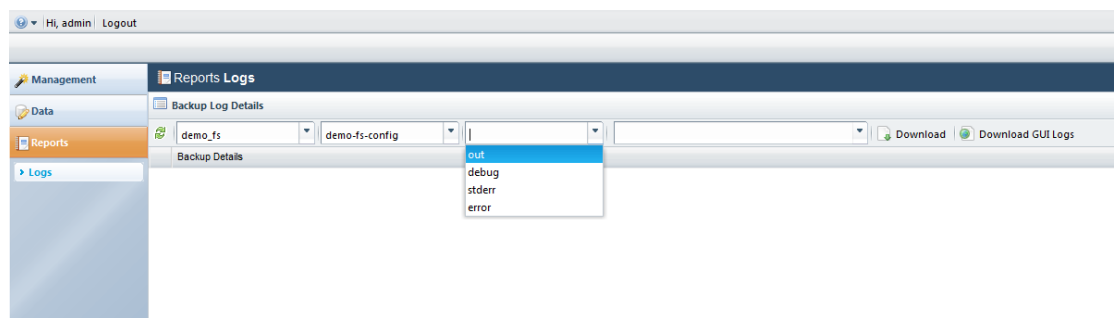 Hi, admin Logout
Management
Reports Logs
Data
Backup Log Details
Reports
demo_fs demo-fs-config Download Download GUI Logs
Backup Details
Logs
out
debug
stderr
error